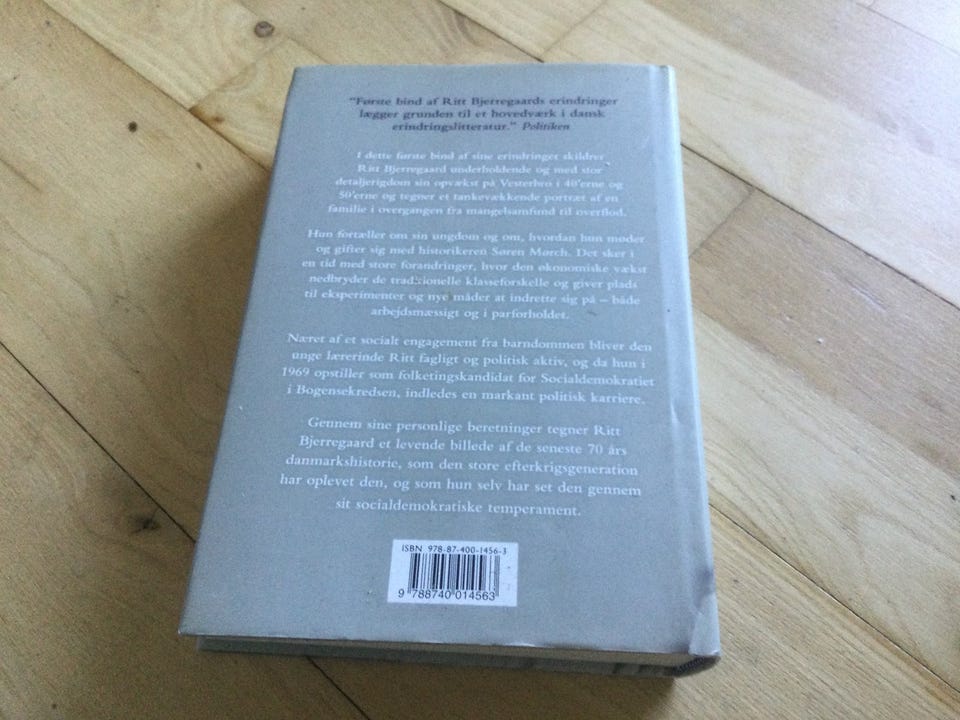 "Første bind af Ritt Bjerregaards erindringer
lægger grunden til et hovedværk i dansk
erindringslitteratur." Politiken
I dette første bind af sine erindringer skildrer
Ritt Bjerregaard underholdende og med stor
detaljerigdom sin opvækst på Vesterbro i 40'erne og
50'erne og tegner et tankevækkende portræt af en
familie i overgangen fra mangelsamfund til overflod.
Hun fortæller om sin ungdom og om, hvordan hun møder
og gifter sig med historikeren Søren Mørch. Det sker i
en tid med store forandringer, hvor den økonomiske vækst
nedbryder de traditionelle klasseforskelle og giver plads
til eksperimenter og nye måder at indrette sig på – både
arbejdsmæssigt og i parforholdet.
Næret af et socialt engagement fra barndommen bliver den
unge lærerinde Ritt fagligt og politisk aktiv, og da hun i
1969 opstiller som folketingskandidat for Socialdemokratiet
i Bogensekredsen, indledes en markant politisk karriere.
Gennem sine personlige beretninger tegner Ritt
Bjerregaard et levende billede af de seneste 70 års
danmarkshistorie, som den store efterkrigsgeneration
har oplevet den, og som hun selv har set den gennem
sit socialdemokratiske temperament.
ISBN 978-87-400-1456-3
9 788740 014563